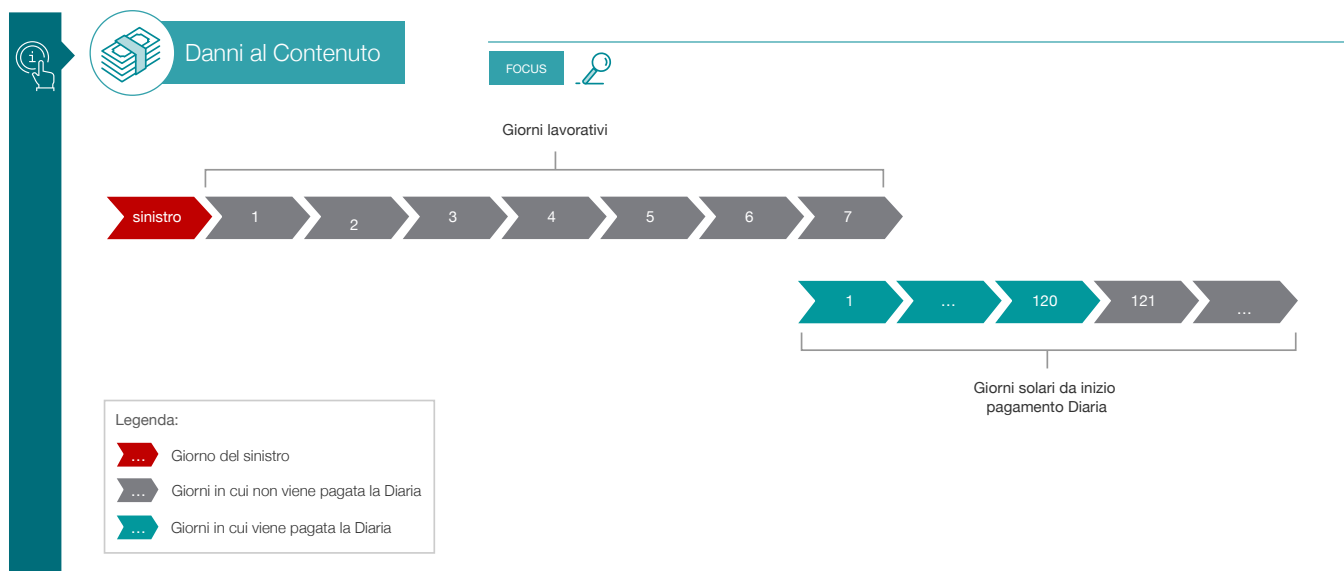 Danni al Contenuto
FOCUS
Giorni lavorativi
sinistro 1 2 3 4 5 6 7
1 ... 120 121 ...
Giorni solari da inizio
pagamento Diaria
Legenda:
... Giorno del sinistro
... Giorni in cui non viene pagata la Diaria
... Giorni in cui viene pagata la Diaria